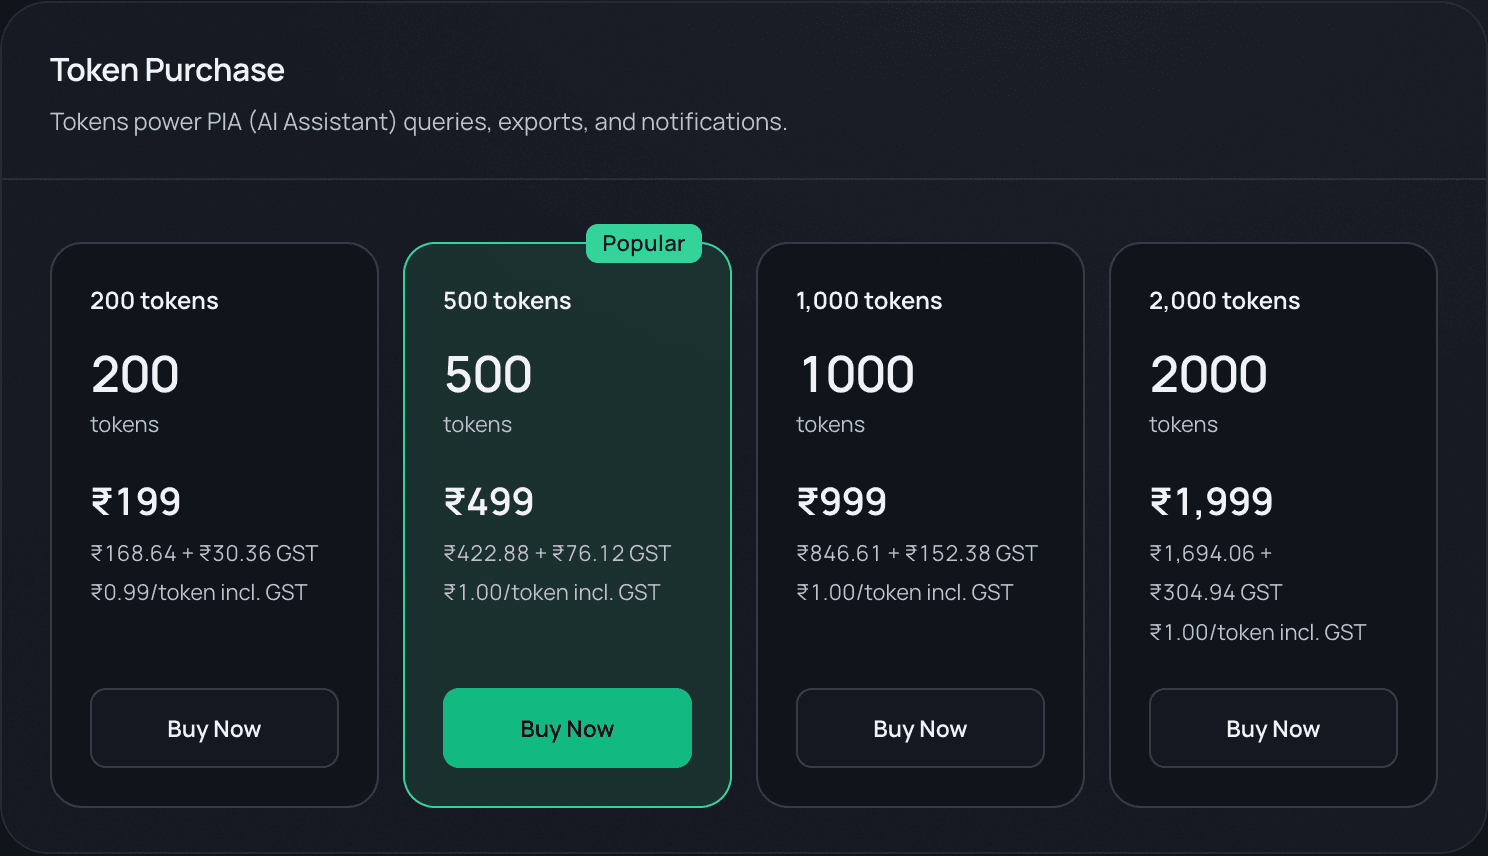 Token Purchase
Tokens power PIA (AI Assistant) queries, exports, and notifications.
200 tokens
200
tokens
₹199
₹168.64 + ₹30.36 GST
₹0.99/token incl. GST
Buy Now
Popular
500 tokens
500
tokens
₹499
₹422.88 + ₹76.12 GST
₹1.00/token incl. GST
Buy Now
1,000 tokens
1000
tokens
₹999
₹846.61 + ₹152.38 GST
₹1.00/token incl. GST
Buy Now
2,000 tokens
2000
tokens
₹1,999
₹1,694.06 +
₹304.94 GST
₹1.00/token incl. GST
Buy Now